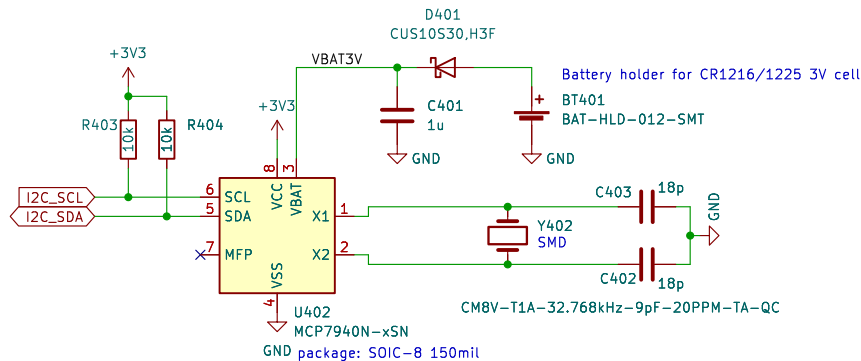 D401
CUS10S30,H3F
+3V3
VBAT3V
Battery holder for CR1216/1225 3V cell
+3V3
C401
1u
+
BT401
BAT-HLD-012-SMT
R403
10k
10k
R404
GND
GND
8
3
I2C_SCL
6
SCL
VCC
VBAT
I2C_SDA
5
SDA
X1
1
C403
18p
GND
Y402
SMD
7
MFP
X2
2
VSS
C402
18p
4
U402
MCP7940N-xSN
CM8V-T1A-32.768kHz-9pF-20PPM-TA-QC
GND
package: SOIC-8 150mil